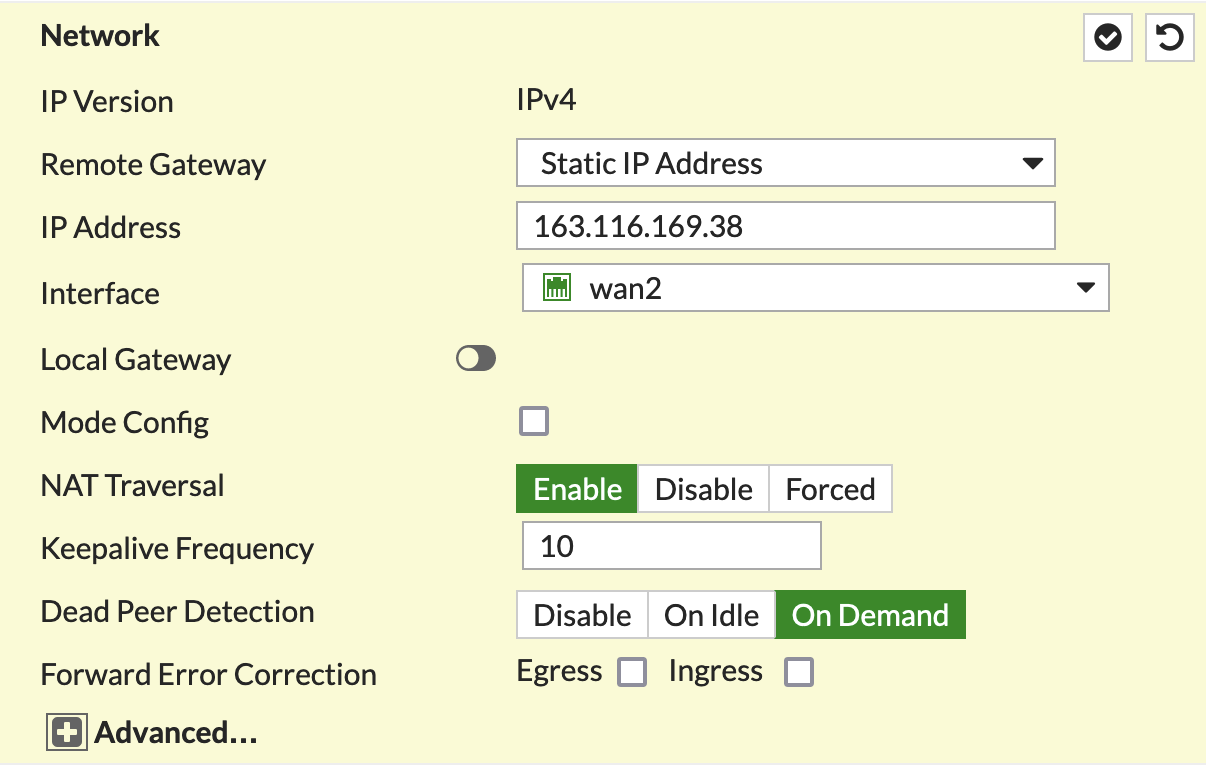 Network
IP Version IPv4
Remote Gateway Static IP Address
IP Address 163.116.169.38
Interface wan2
Local Gateway
Mode Config
NAT Traversal Enable Disable Forced
Keepalive Frequency 10
Dead Peer Detection Disable On Idle On Demand
Forward Error Correction Egress Ingress
Advanced...